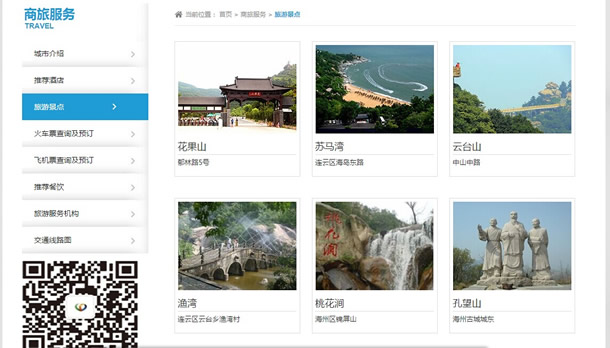 商旅服务
TRAVEL
当前位置： 首页 > 商旅服务 > 旅游景点
城市介绍
推荐酒店
旅游景点
火车票查询及预订
飞机票查询及预订
推荐餐饮
旅游服务机构
交通线路图
花果山
郁林路5号
苏马湾
连云区海岛东路
云台山
中山中路
渔湾
连云区云台乡渔湾村
桃花涧
海州区锦屏山
孔望山
海州古城城东